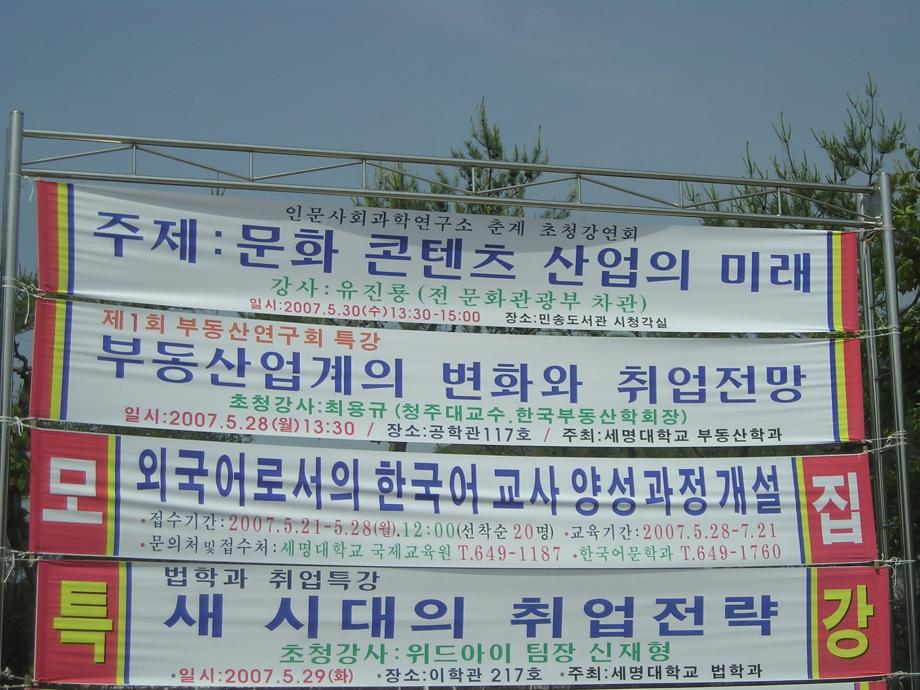 인문사회과학연구소 춘계 초청강연회
주제:문화 콘텐츠 산업의 미래
강사:유진룡(전 문화관광부 차관)
일시:2007.5.30(수)13:30-15:00 장소:민송도서관 시청각실
제1회 부동산연구회 특강
부동산업계의 변화와 취업전망
초청강사:최용규(청주대교수.한국부동산학회장)
일시:2007.5.28(월)13:30 / 장소:공학관117호 / 주최:세명대학교 부동산학과
모집
외국어로서의 한국어 교사 양성과정개설
•접수기간:2007.5.21-5.28(월).12:00(선착순 20명) •교육기간:2007.5.28-7.21
•문의처및접수처:세명대학교 국제교육원 T.649-1187 •한국어문학과 T.649-1760
특강
법학과 취업특강
새 시대의 취업전략
초청강사:위드아이 팀장 신재형
•일시:2007.5.29(화) •장소:이학관 217호 •주최:세명대학교 법학과